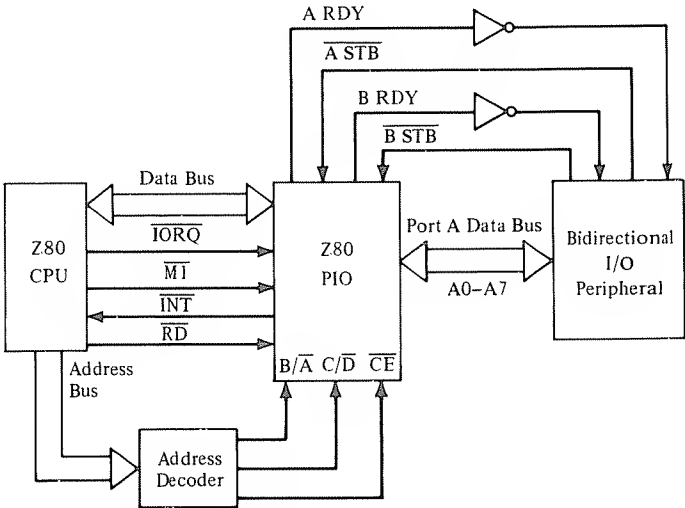 A RDY
A STB
B RDY
B STB
Data Bus
IORQ
MI
INT
RD
Z80
CPU
Z80
PIO
Port A Data Bus
A0–A7
Bidirectional
I/O
Peripheral
B/A C/D CE
Address
Bus
Address
Decoder